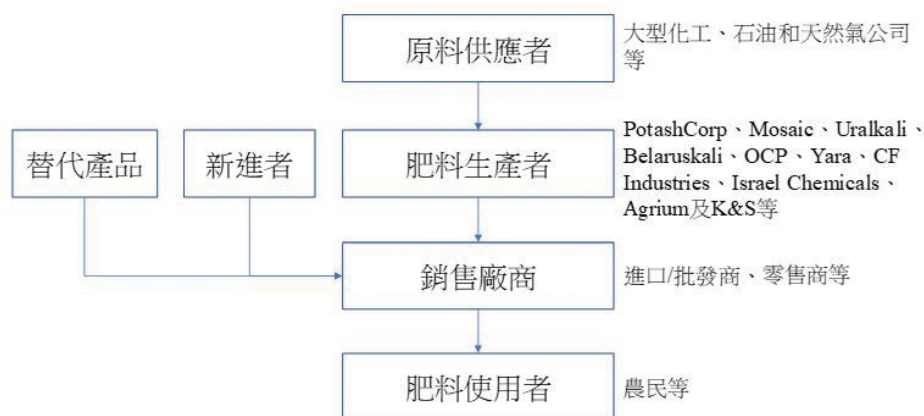 原料供應者
大型化工、石油和天然氣公司
等
替代產品
新進者
肥料生產者
PotashCorp、Mosaic、Uralkali、
Belaruskali、OCP、Yara、CF
Industries、Israel Chemicals、
Agrium及K&S等
銷售廠商
進口/批發商、零售商等
肥料使用者
農民等